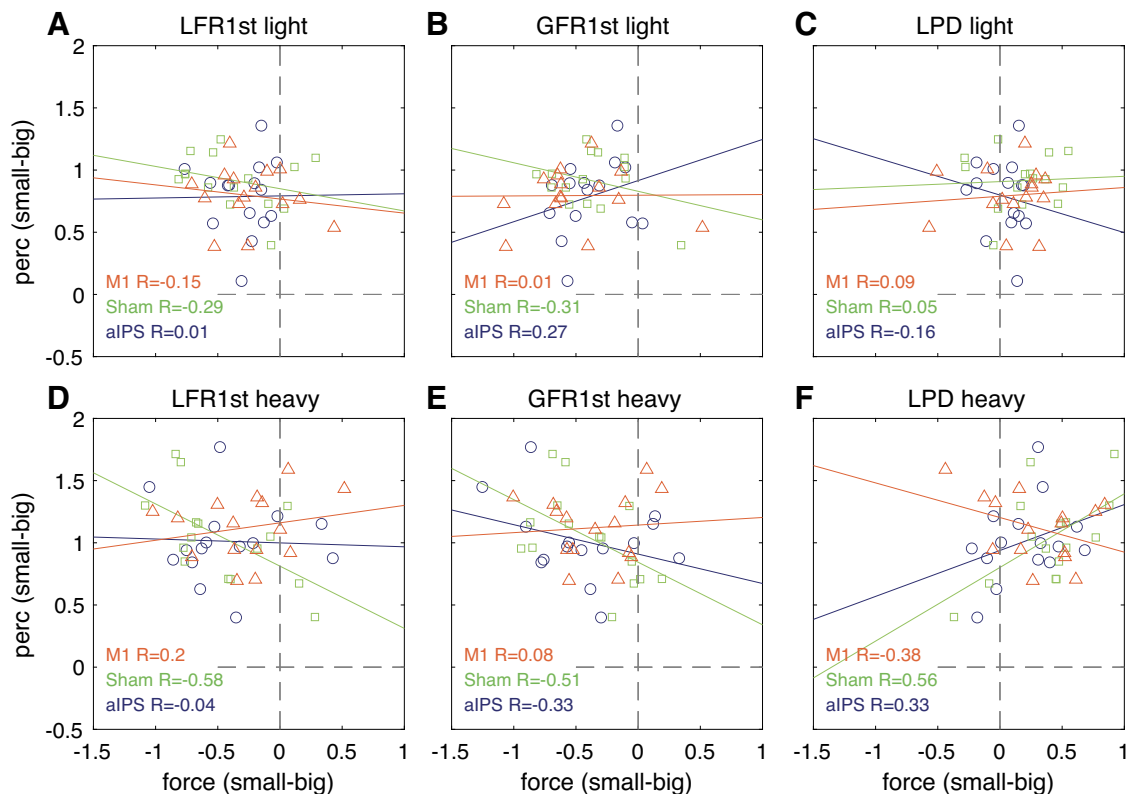 A LFR1st light
B GFR1st light
C LPD light
perc (small-big)
2
1.5
1
0.5
0
-0.5
M1 R=-0.15
Sham R=-0.29
aIPS R=0.01
M1 R=0.01
Sham R=-0.31
aIPS R=0.27
M1 R=0.09
Sham R=0.05
aIPS R=-0.16
D LFR1st heavy
E GFR1st heavy
F LPD heavy
perc (small-big)
2
1.5
1
0.5
0
-0.5
M1 R=0.2
Sham R=-0.58
aIPS R=-0.04
M1 R=0.08
Sham R=-0.51
aIPS R=-0.33
M1 R=-0.38
Sham R=0.56
aIPS R=0.33
-1.5 -1 -0.5 0 0.5 1
-1.5 -1 -0.5 0 0.5 1
-1.5 -1 -0.5 0 0.5 1
force (small-big)
force (small-big)
force (small-big)